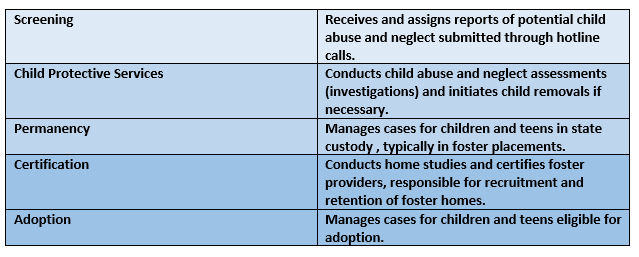 Screening
Receives and assigns reports of potential child
abuse and neglect submitted through hotline
calls.
Child Protective Services
Conducts child abuse and neglect assessments
(investigations) and initiates child removals if
necessary.
Permanency
Manages cases for children and teens in state
custody , typically in foster placements.
Certification
Conducts home studies and certifies foster
providers, responsible for recruitment and
retention of foster homes.
Adoption
Manages cases for children and teens eligible for
adoption.